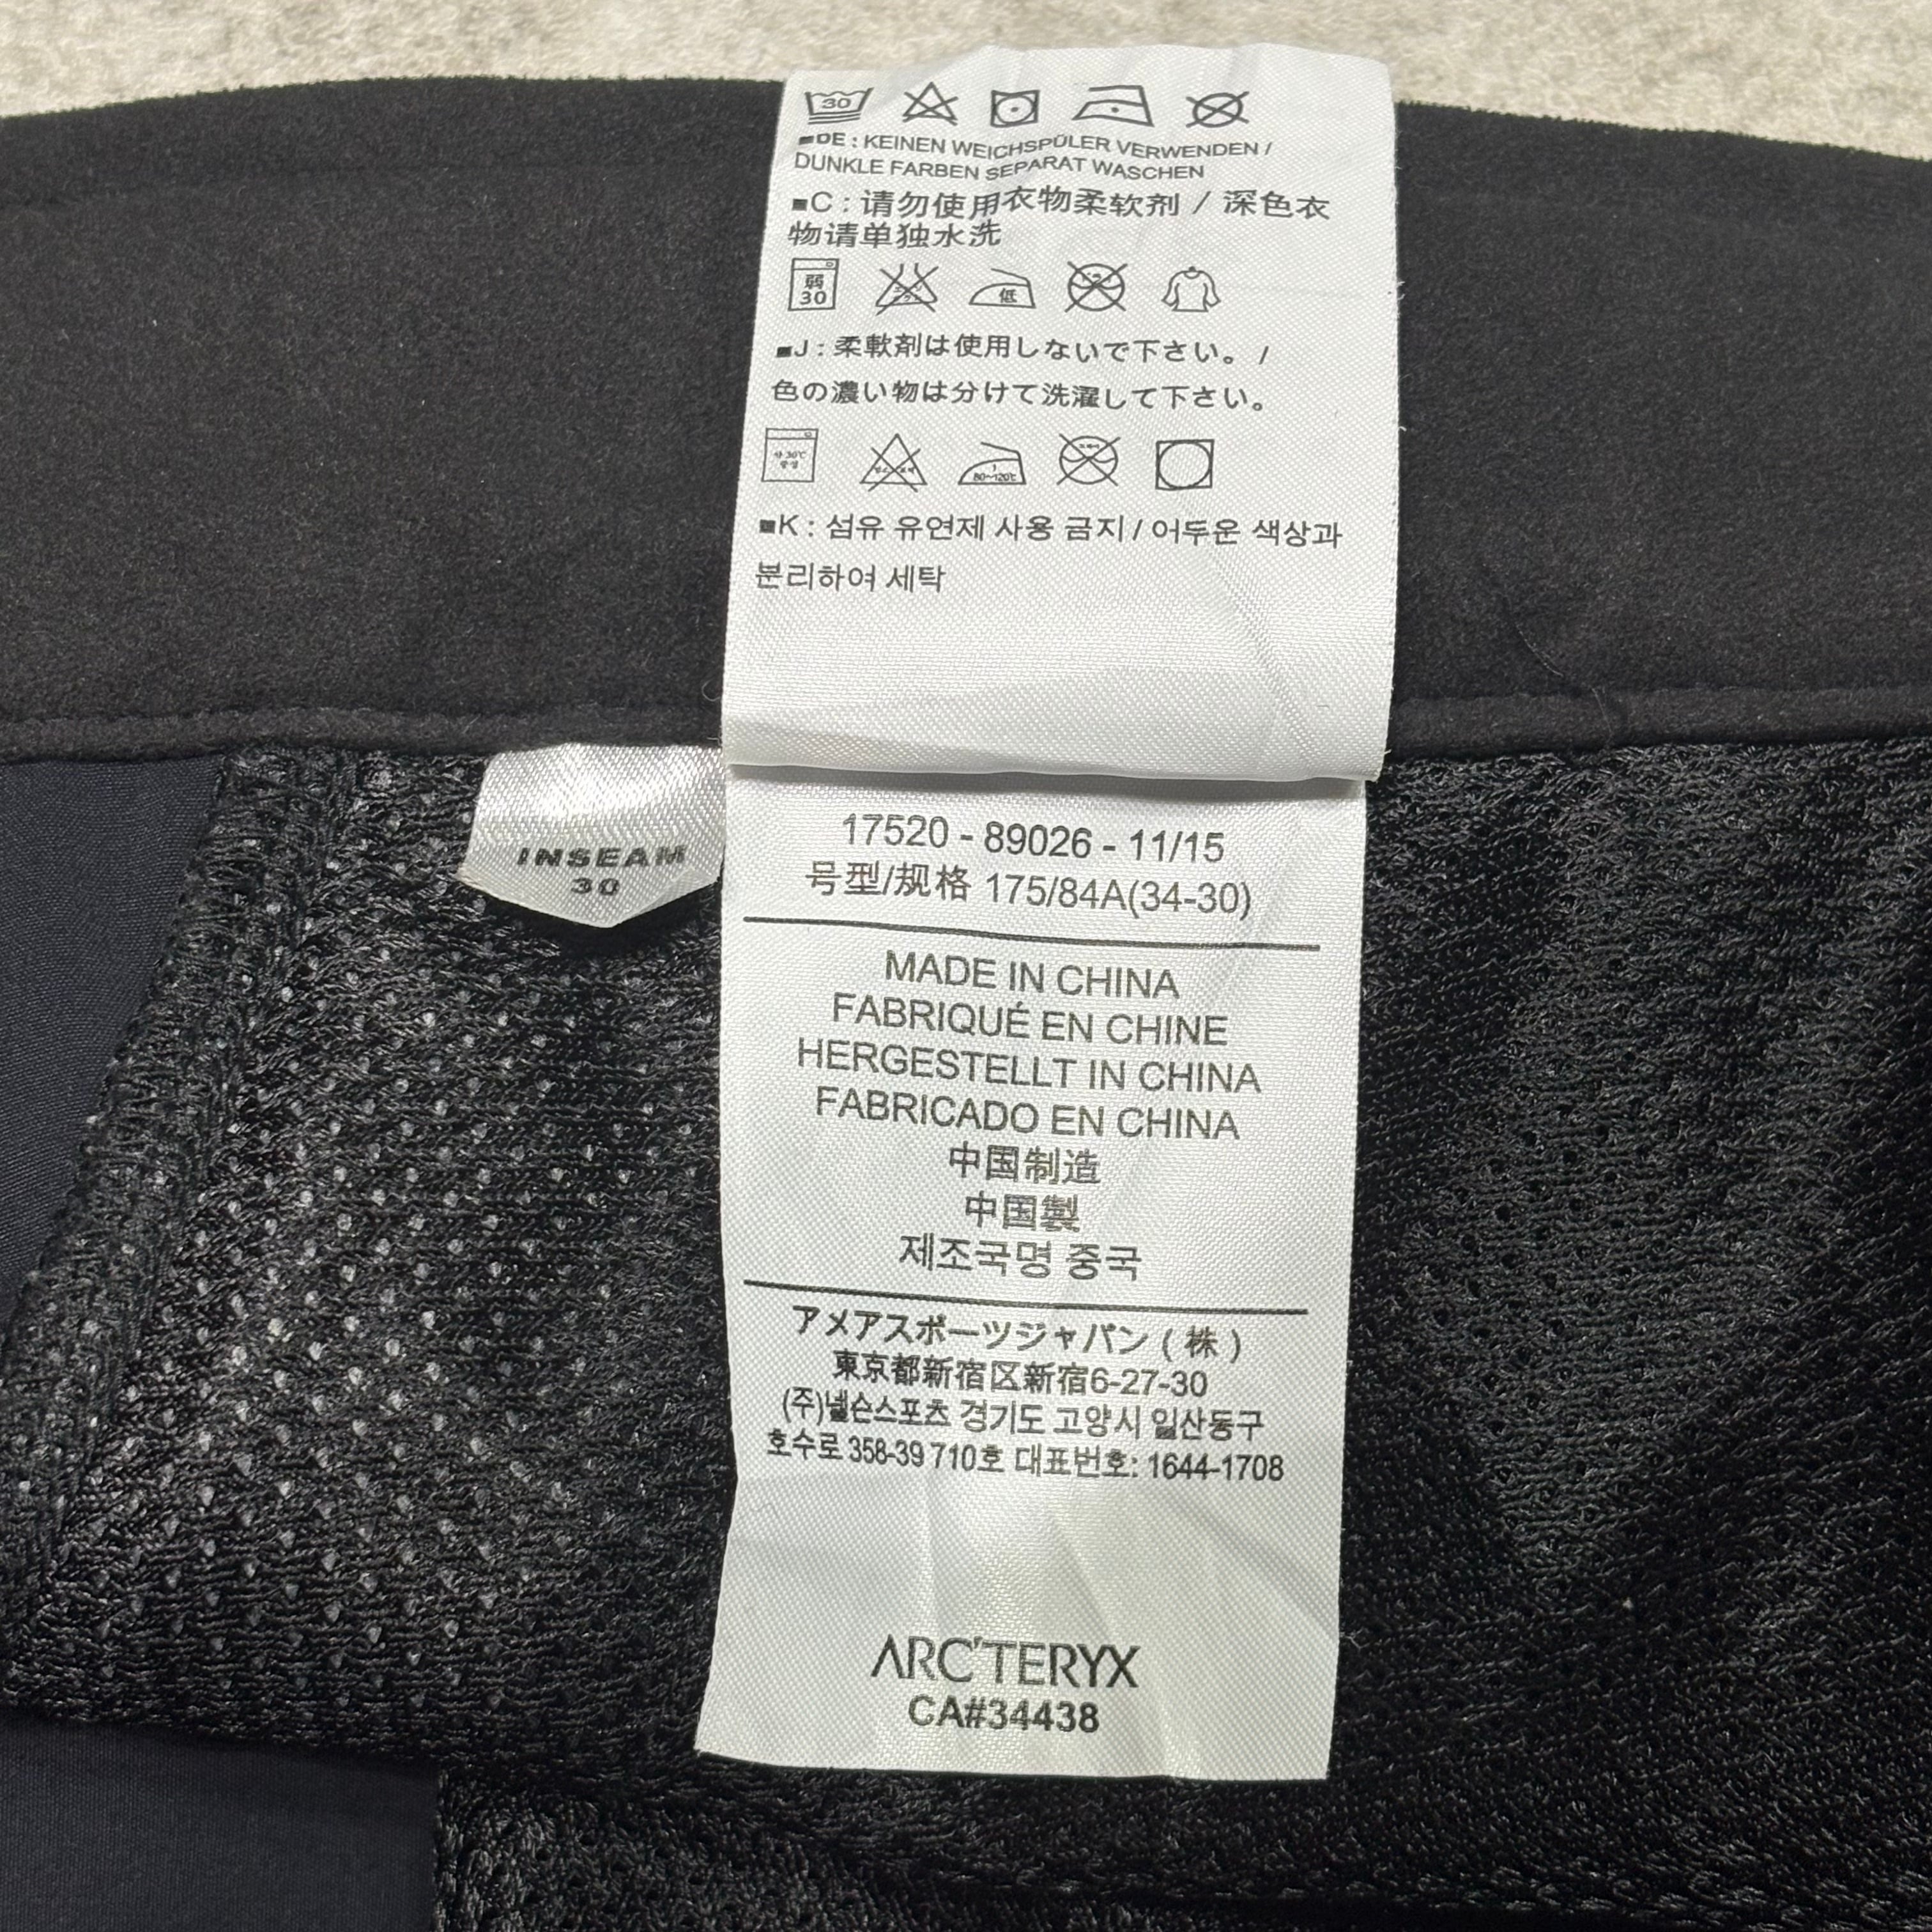 30
■DE : KEINEN WEICHSPÜLER VERWENDEN /
DUNKLE FARBEN SEPARAT WASCHEN
■C : 请勿使用衣物柔软剂 / 深色衣
物请单独水洗
弱
30
低
■J : 柔軟剤は使用しないで下さい。 /
色の濃い物は分けて洗濯して下さい。
약 30℃
중성
80~120℃
■K : 섬유 유연제 사용 금지 / 어두운 색상과
분리하여 세탁
INSEAM
30
17520 - 89026 - 11/15
号型/规格 175/84A(34-30)
MADE IN CHINA
FABRIQUÉ EN CHINE
HERGESTELLT IN CHINA
FABRICADO EN CHINA
中国制造
中国製
제조국명 중국
アメアスポーツジャパン ( 株 )
東京都新宿区新宿6-27-30
(주)넬슨스포츠 경기도 고양시 일산동구
호수로 358-39 710호 대표번호: 1644-1708
ARC'TERYX
CA#34438